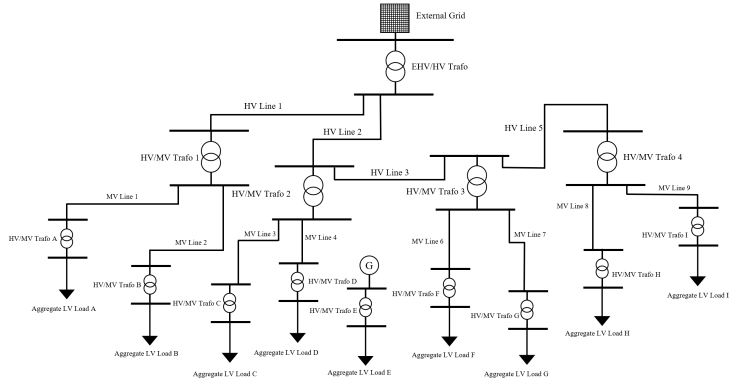 External Grid
EHV/HV Trafo
HV Line 1
HV Line 2
HV Line 5
HV/MV Trafo 1
HV Line 3
HV/MV Trafo 4
HV/MV Trafo 2
HV/MV Trafo 3
MV Line 1
MV Line 9
MV Line 8
MV Line 2
MV Line 3
MV Line 4
MV Line 6
MV Line 7
HV/MV Trafo A
HV/MV Trafo I
G
HV/MV Trafo B
HV/MV Trafo C
HV/MV Trafo D
HV/MV Trafo E
HV/MV Trafo F
HV/MV Trafo G
HV/MV Trafo H
Aggregate LV Load A
Aggregate LV Load I
Aggregate LV Load B
Aggregate LV Load C
Aggregate LV Load D
Aggregate LV Load E
Aggregate LV Load F
Aggregate LV Load G
Aggregate LV Load H